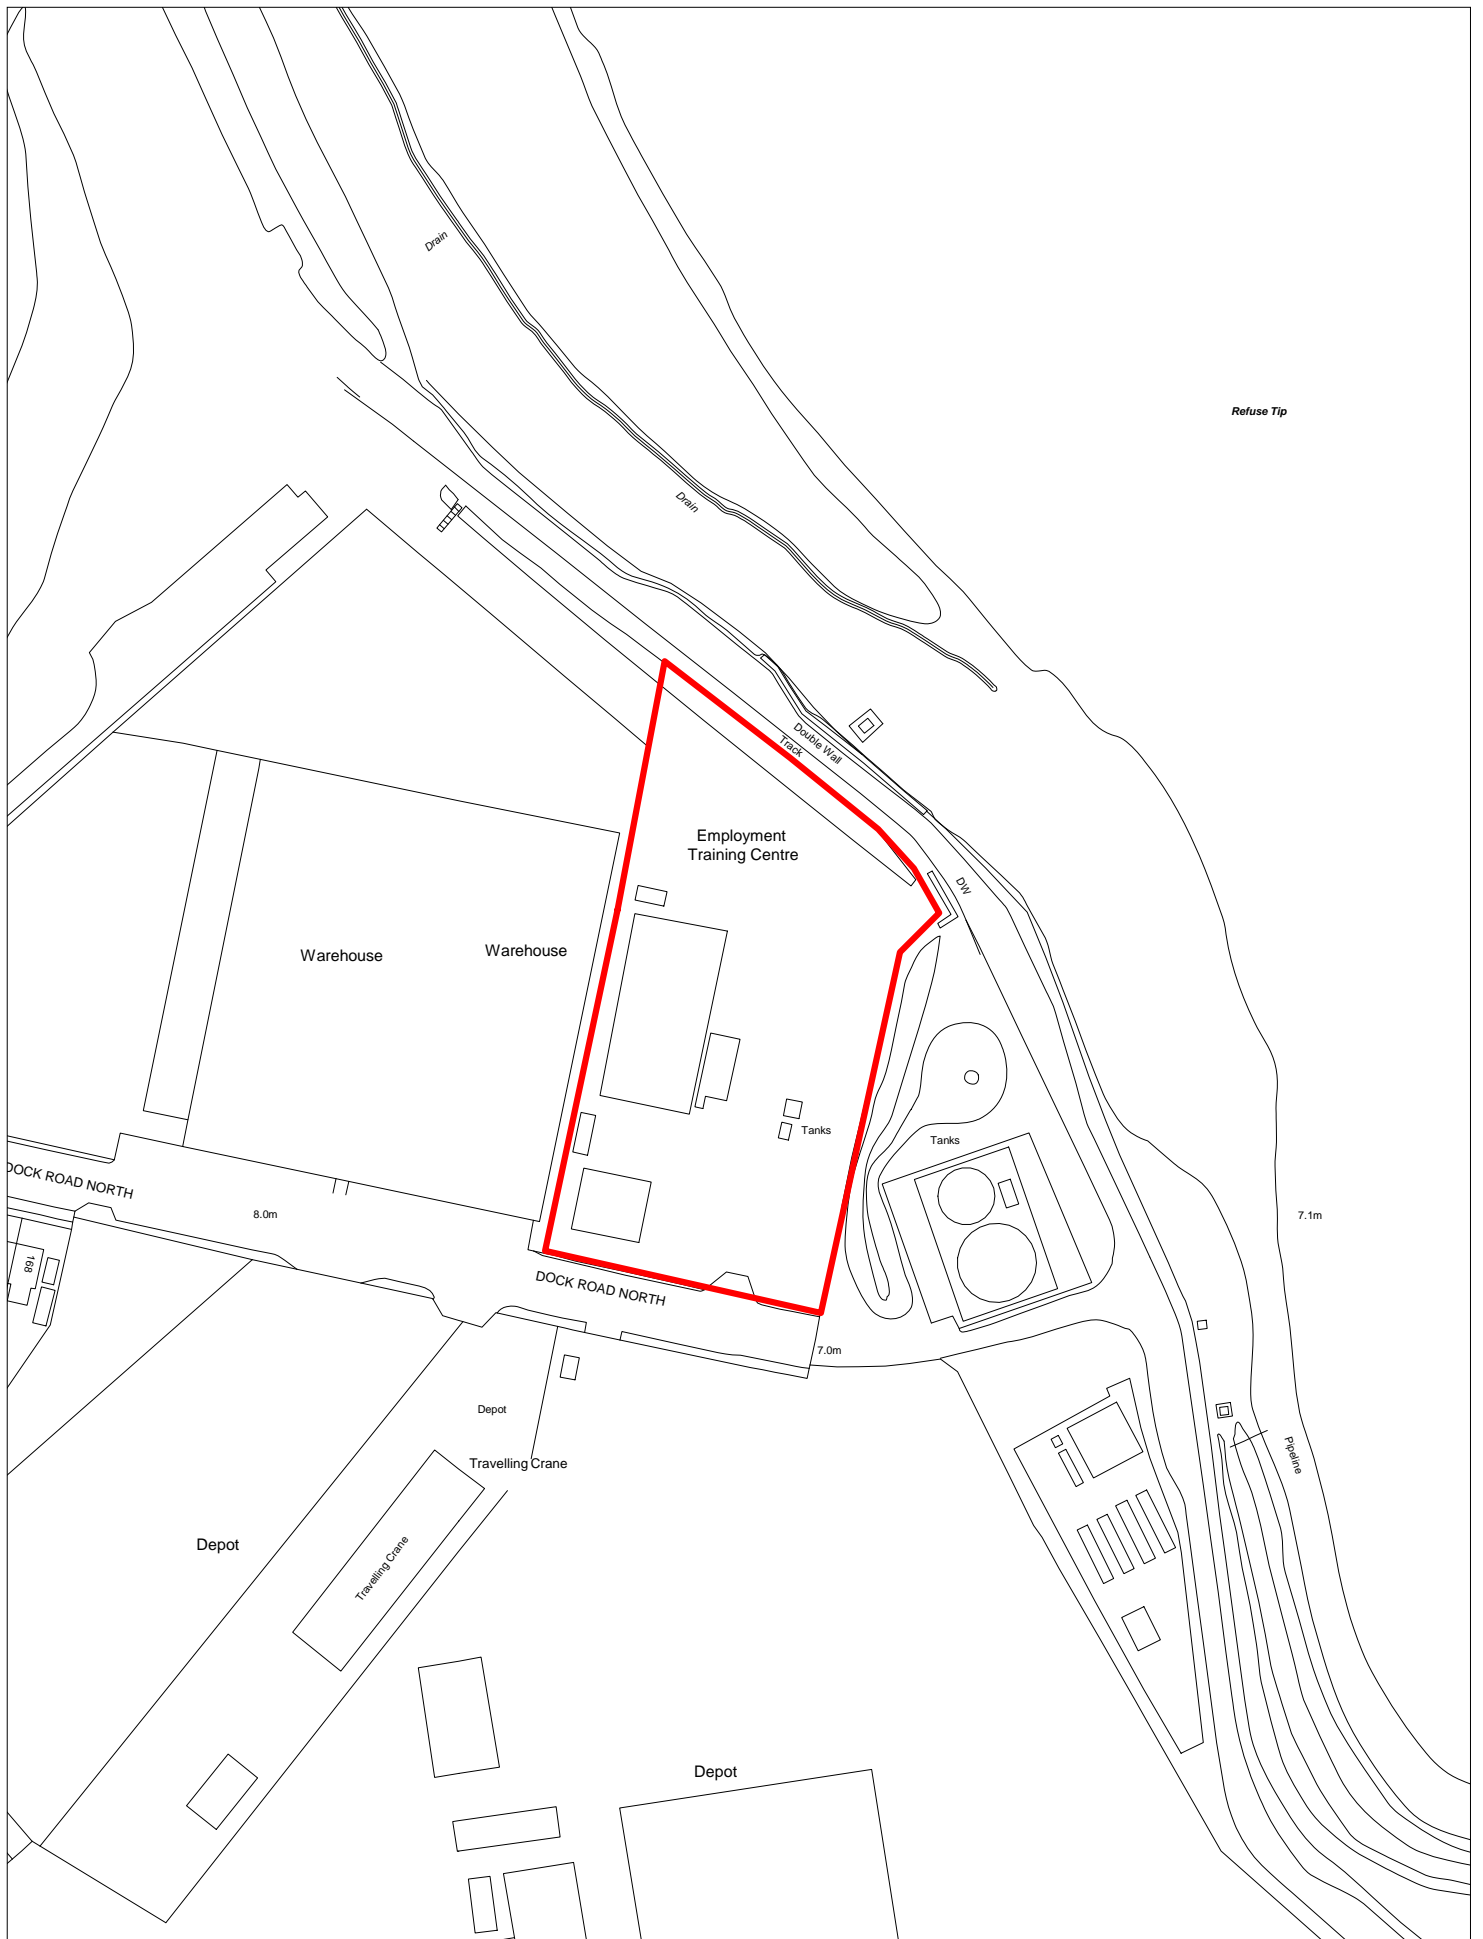 Drain
Refuse Tip
Drain
Double Wall
Track
Employment
Training Centre
DW
Warehouse
Warehouse
Tanks
Tanks
DOCK ROAD NORTH
8.0m
7.1m
168
DOCK ROAD NORTH
7.0m
Depot
Pipeline
Travelling Crane
Depot
Travelling Crane
Depot